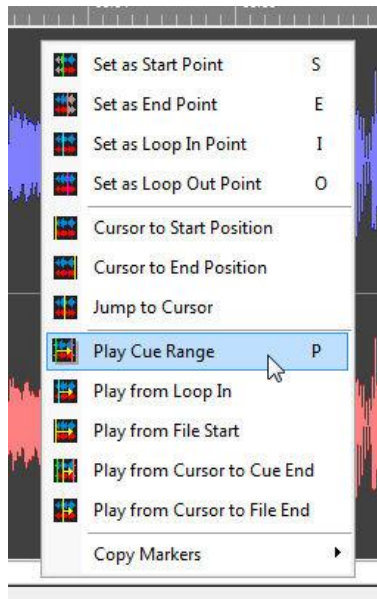 Set as Start Point S
Set as End Point E
Set as Loop In Point I
Set as Loop Out Point O
Cursor to Start Position
Cursor to End Position
Jump to Cursor
Play Cue Range P
Play from Loop In
Play from File Start
Play from Cursor to Cue End
Play from Cursor to File End
Copy Markers